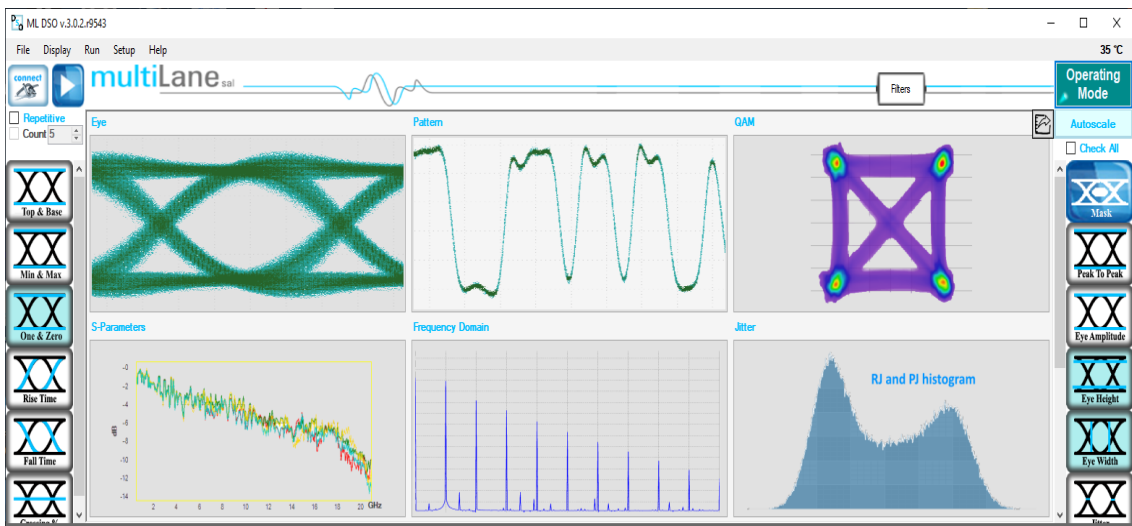 ML DSO v.3.0.2.r9543
File Display Run Setup Help
35 °C
connect
multiLane sal
Filters
Operating
Mode
Repetitive
Count 5
Autoscale
Check All
Eye
Pattern
QAM
Top & Base
Min & Max
One & Zero
Rise Time
Fall Time
Crossing %
Mask
Peak To Peak
Eye Amplitude
Eye Height
Eye Width
Jitter
S-Parameters
Frequency Domain
Jitter
-0
-2
-4
-6
-8
-10
-12
-14
dB
2 4 6 8 10 12 14 16 18 20 GHz
RJ and PJ histogram